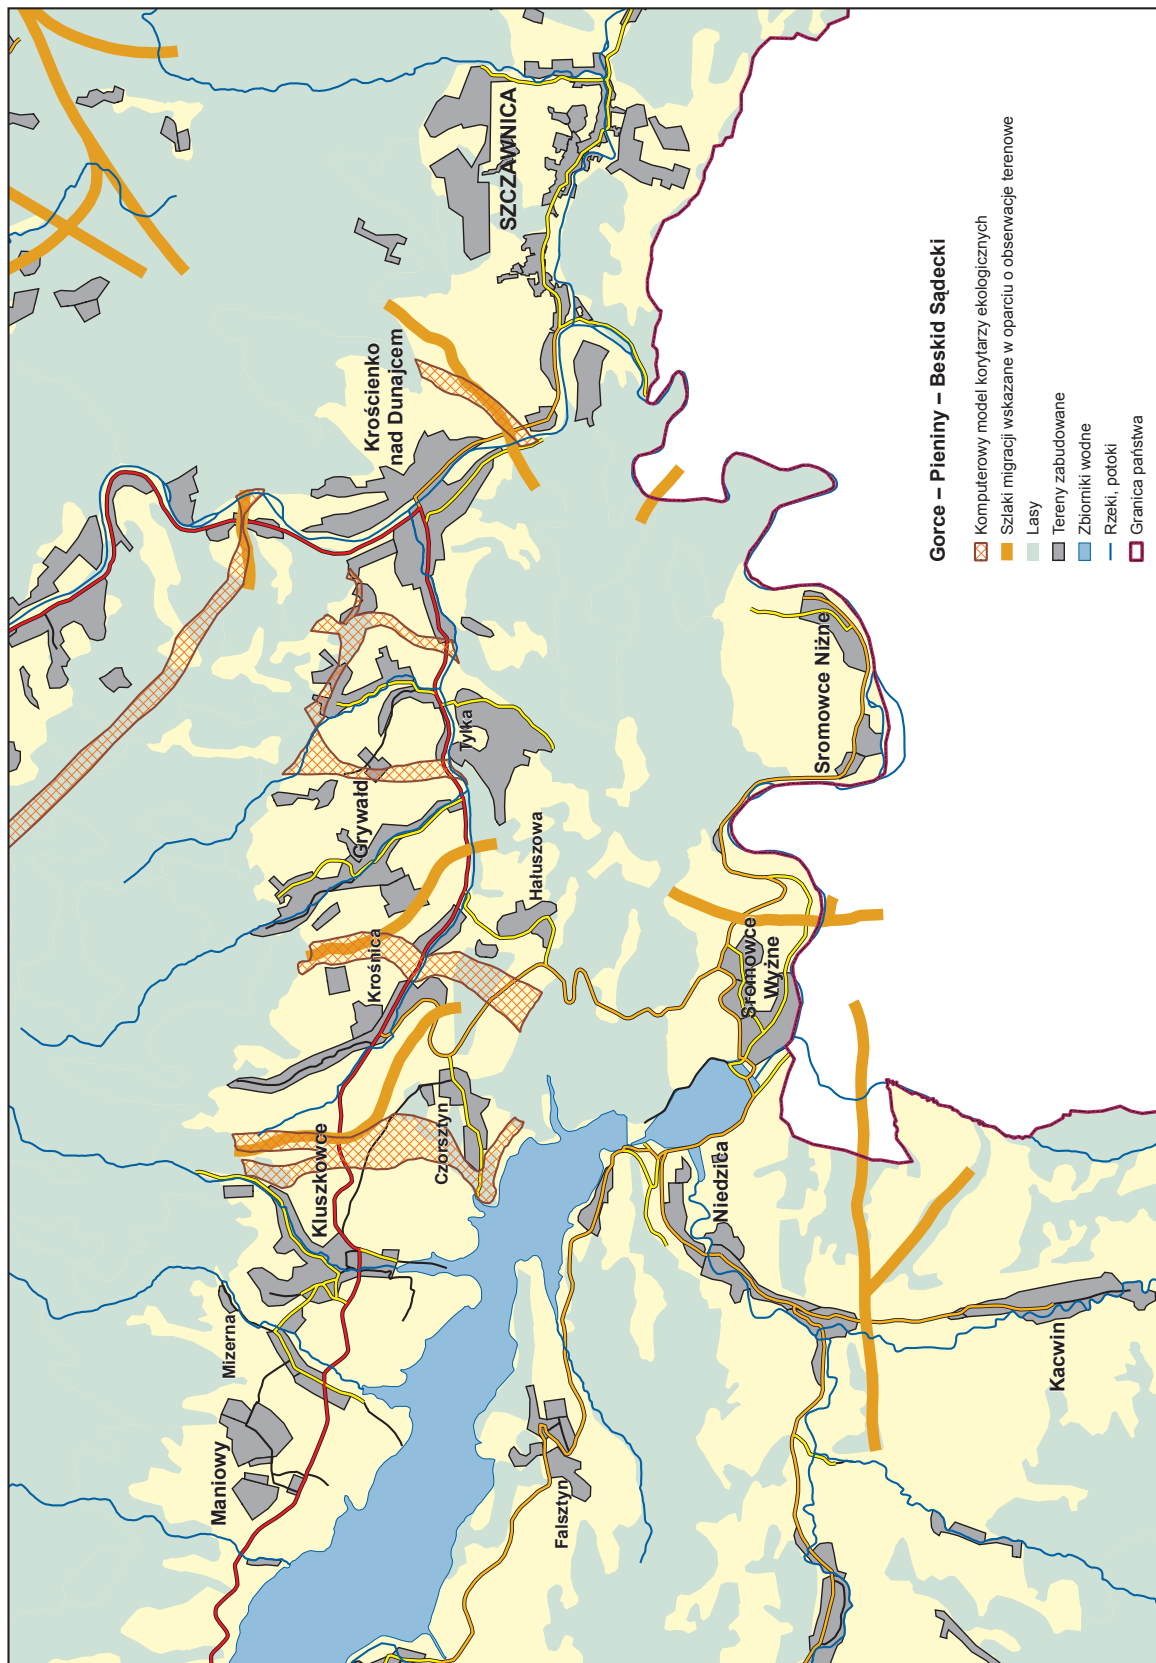 Maniowy
Mizerna
Kluszkowce
Krośnica
Grywałd
Krościenko
nad Dunajcem
SZCZAWNICA
Czorsztyn
Tylka
Hałuszowa
Falsztyn
Niedzica
Sromowce
Wyżne
Sromowce Niżne
Kacwin
Gorce – Pieniny – Beskid Sądecki
Komputerowy model korytarzy ekologicznych
Szlaki migracji wskazane w oparciu o obserwacje terenowe
Lasy
Tereny zabudowane
Zbiorniki wodne
Rzeki, potoki
Granica państwa